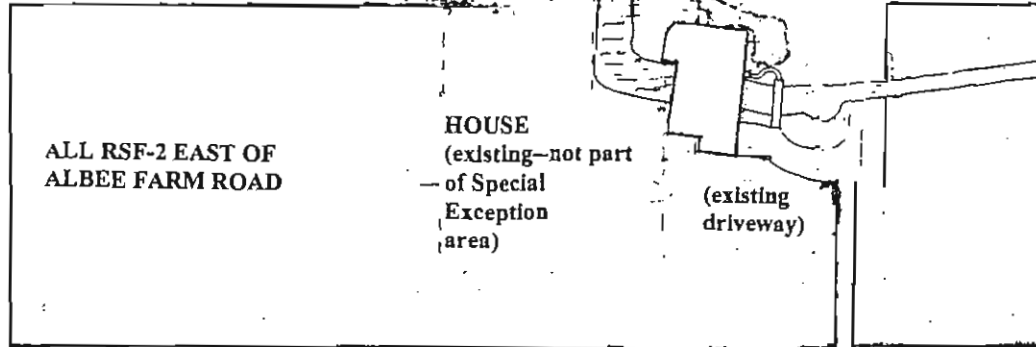 ALL RSF-2 EAST OF
ALBEE FARM ROAD
HOUSE
(existing–not part
of Special
Exception
area)
(existing
driveway)